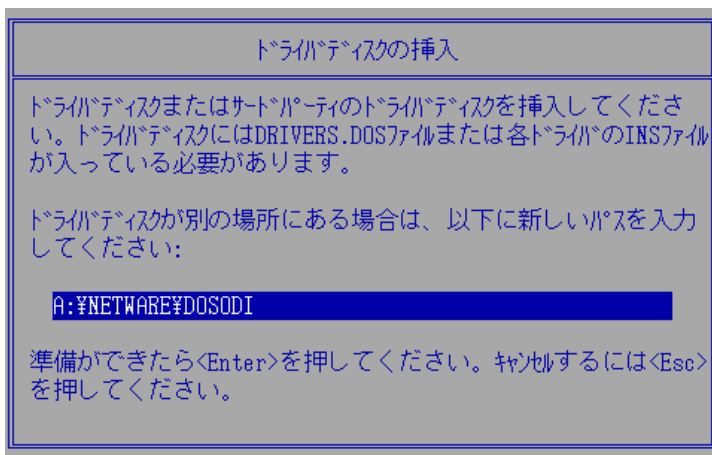 ﾄﾞﾗｲﾊﾞﾃﾞｨｽｸの挿入
ﾄﾞﾗｲﾊﾞﾃﾞｨｽｸまたはｻｰﾄﾞﾊﾟｰﾃｨのﾄﾞﾗｲﾊﾞﾃﾞｨｽｸを挿入してくださ
い。ﾄﾞﾗｲﾊﾞﾃﾞｨｽｸにはDRIVERS.DOSﾌｧｲﾙまたは各ﾄﾞﾗｲﾊﾞのINSﾌｧｲﾙ
が入っている必要があります。
ﾄﾞﾗｲﾊﾞﾃﾞｨｽｸが別の場所にある場合は、以下に新しいﾊﾟｽを入力
してください:
A:¥NETWARE¥DOSODI
準備ができたら<Enter>を押してください。ｷｬﾝｾﾙするには<Esc>
を押してください。